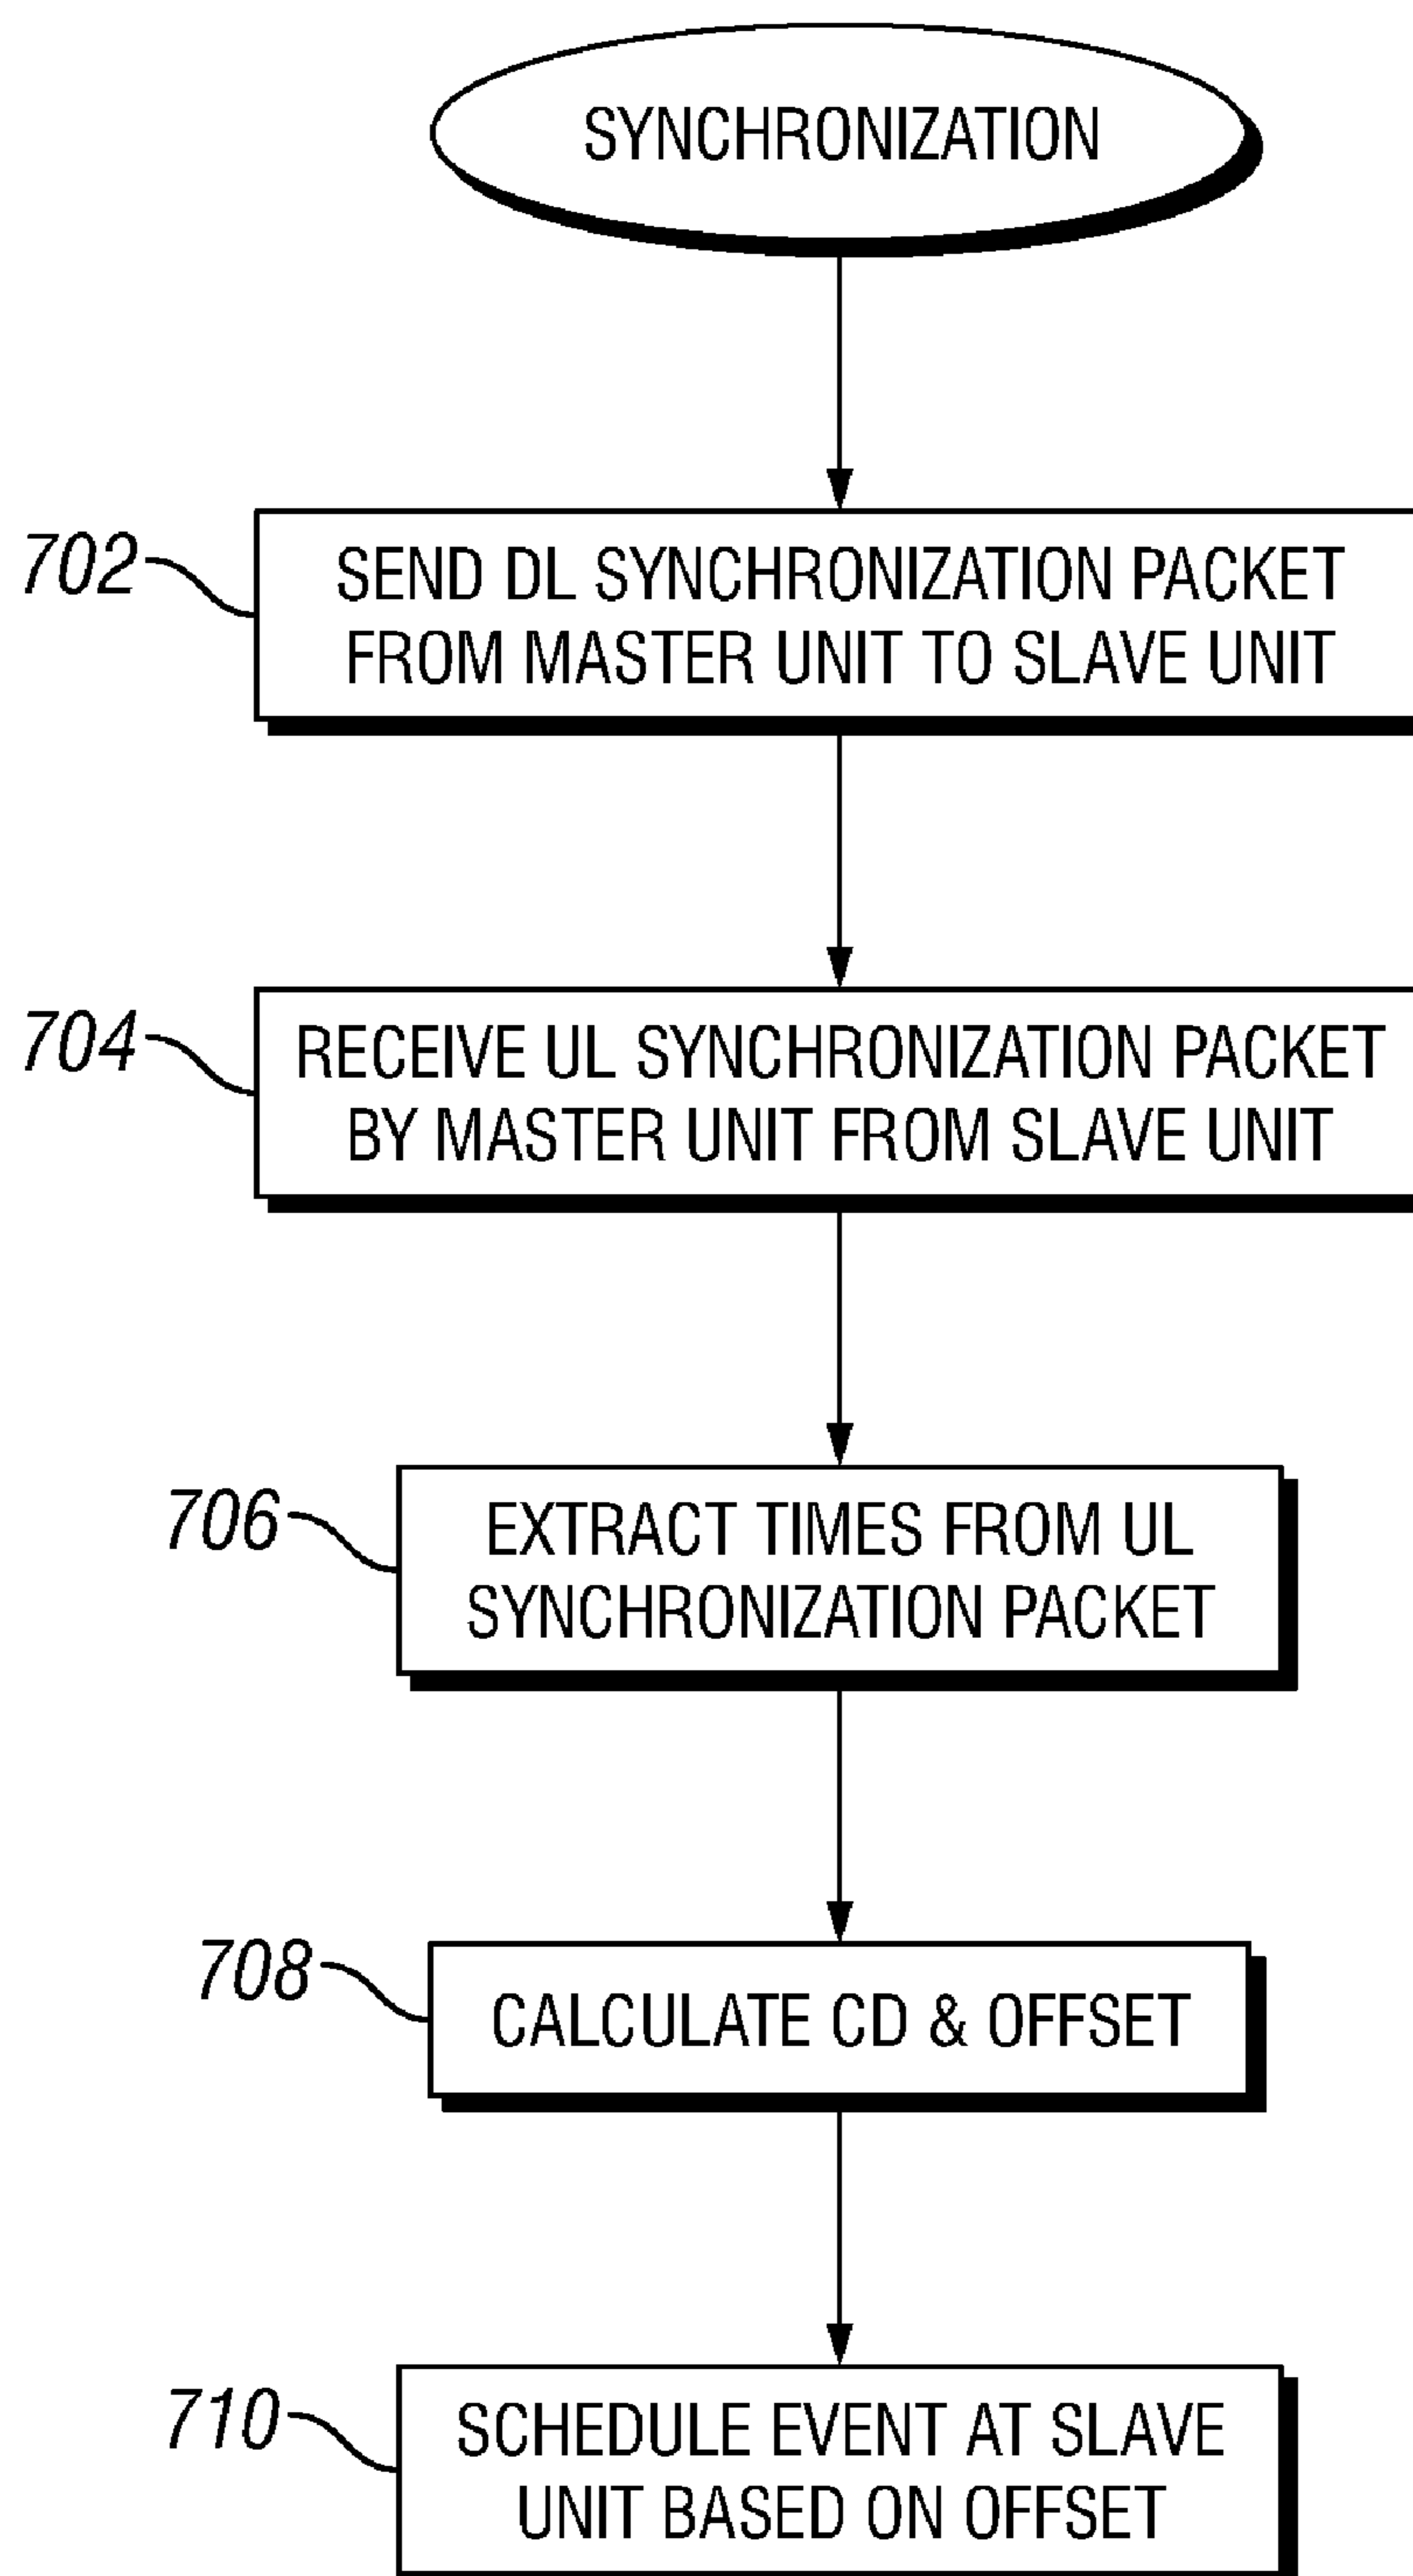 SYNCHRONIZATION
702
SEND DL SYNCHRONIZATION PACKET
FROM MASTER UNIT TO SLAVE UNIT
704
RECEIVE UL SYNCHRONIZATION PACKET
BY MASTER UNIT FROM SLAVE UNIT
706
EXTRACT TIMES FROM UL
SYNCHRONIZATION PACKET
708
CALCULATE CD & OFFSET
710
SCHEDULE EVENT AT SLAVE
UNIT BASED ON OFFSET